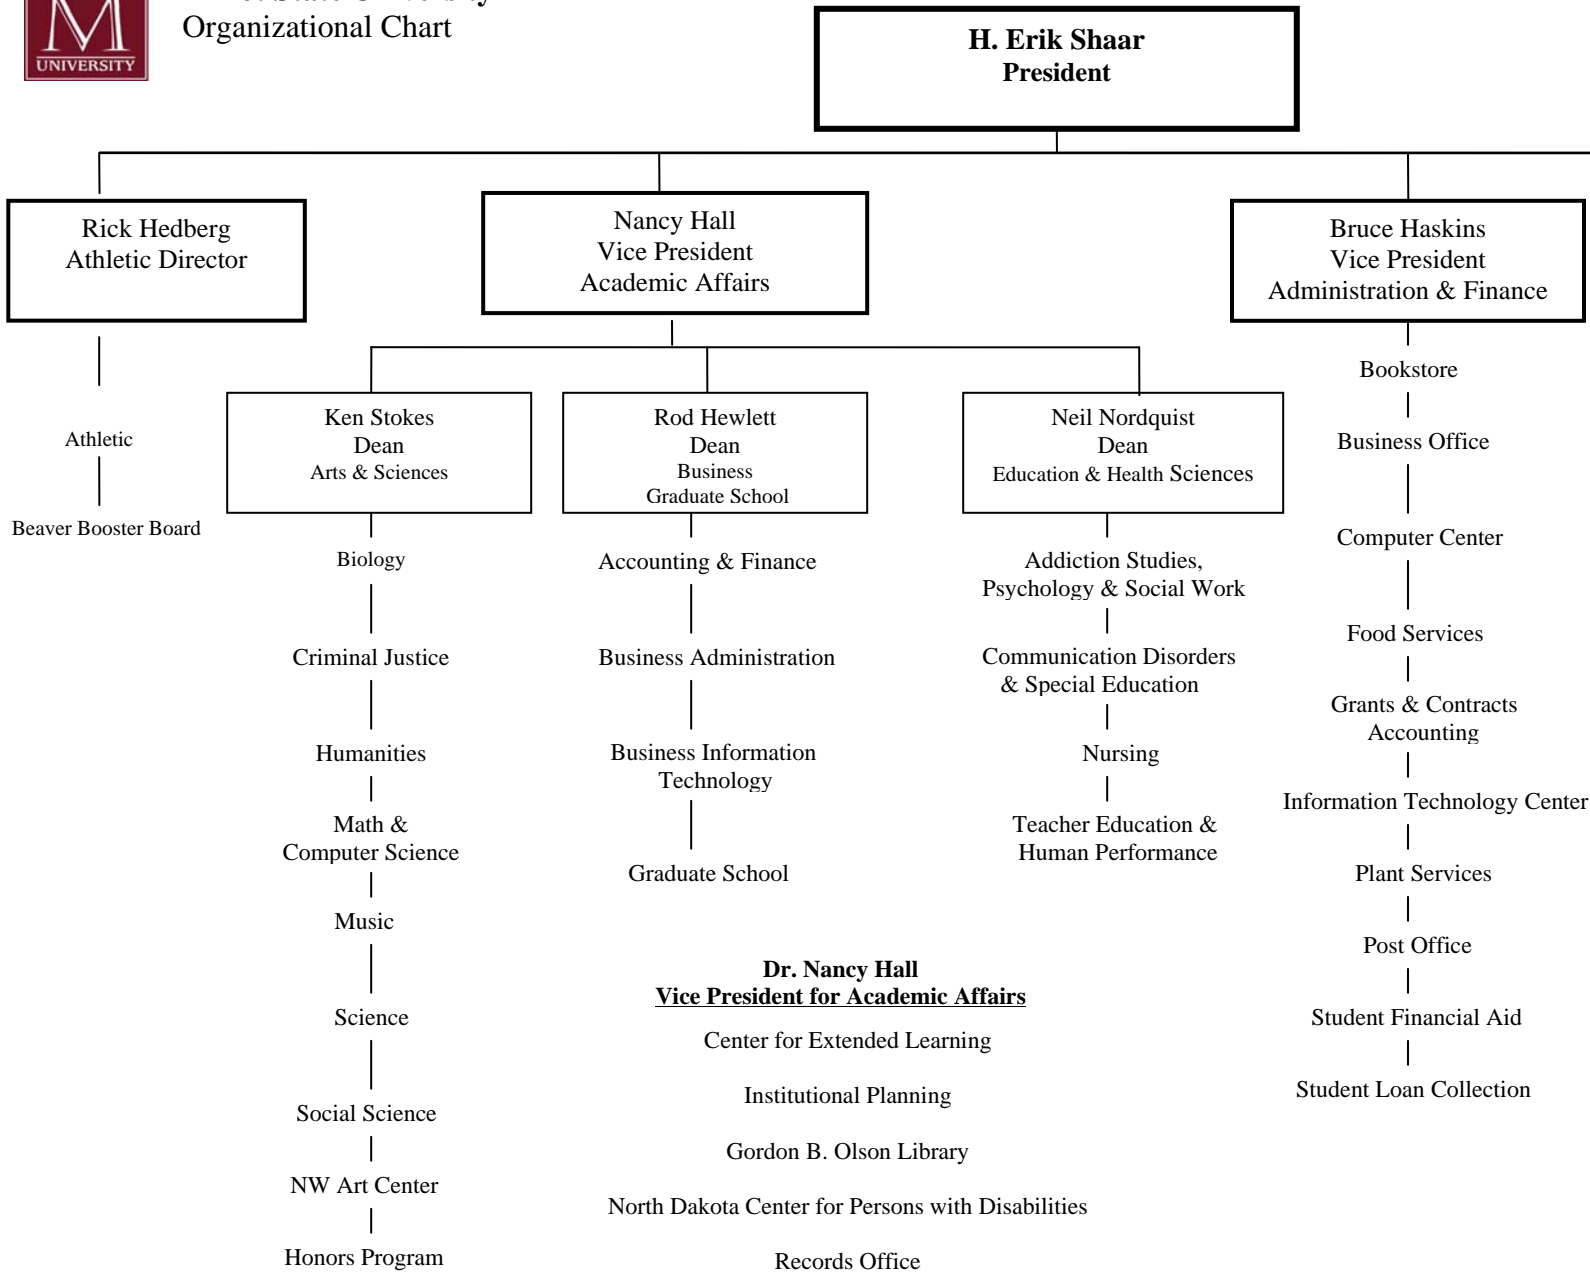 M
UNIVERSITY
State University
Organizational Chart
H. Erik Shaar
President
Rick Hedberg
Athletic Director
Nancy Hall
Vice President
Academic Affairs
Bruce Haskins
Vice President
Administration & Finance
Athletic
Beaver Booster Board
Ken Stokes
Dean
Arts & Sciences
Biology
Criminal Justice
Humanities
Math &
Computer Science
Music
Science
Social Science
NW Art Center
Honors Program
Rod Hewlett
Dean
Business
Graduate School
Accounting & Finance
Business Administration
Business Information
Technology
Graduate School
Neil Nordquist
Dean
Education & Health Sciences
Addiction Studies,
Psychology & Social Work
Communication Disorders
& Special Education
Nursing
Teacher Education &
Human Performance
Dr. Nancy Hall
Vice President for Academic Affairs
Center for Extended Learning
Institutional Planning
Gordon B. Olson Library
North Dakota Center for Persons with Disabilities
Records Office
Bookstore
Business Office
Computer Center
Food Services
Grants & Contracts
Accounting
Information Technology Center
Plant Services
Post Office
Student Financial Aid
Student Loan Collection